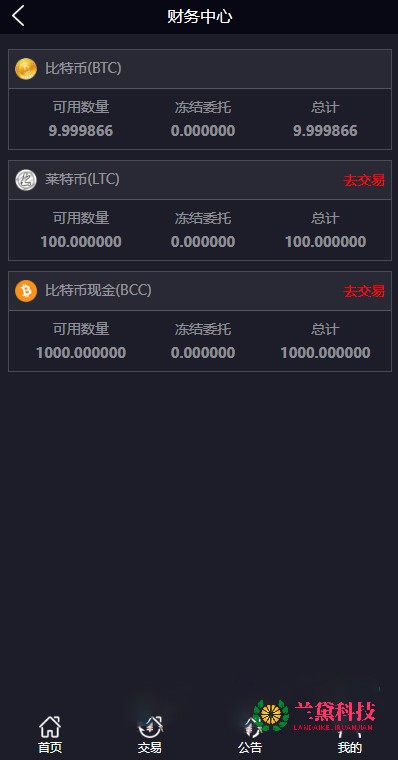 财务中心
比特币(BTC)
可用数量 冻结委托 总计
9.999866 0.000000 9.999866
莱特币(LTC) 去交易
可用数量 冻结委托 总计
100.000000 0.000000 100.000000
比特币现金(BCC) 去交易
可用数量 冻结委托 总计
1000.000000 0.000000 1000.000000
兰黛科技
首页 交易 公告 我的